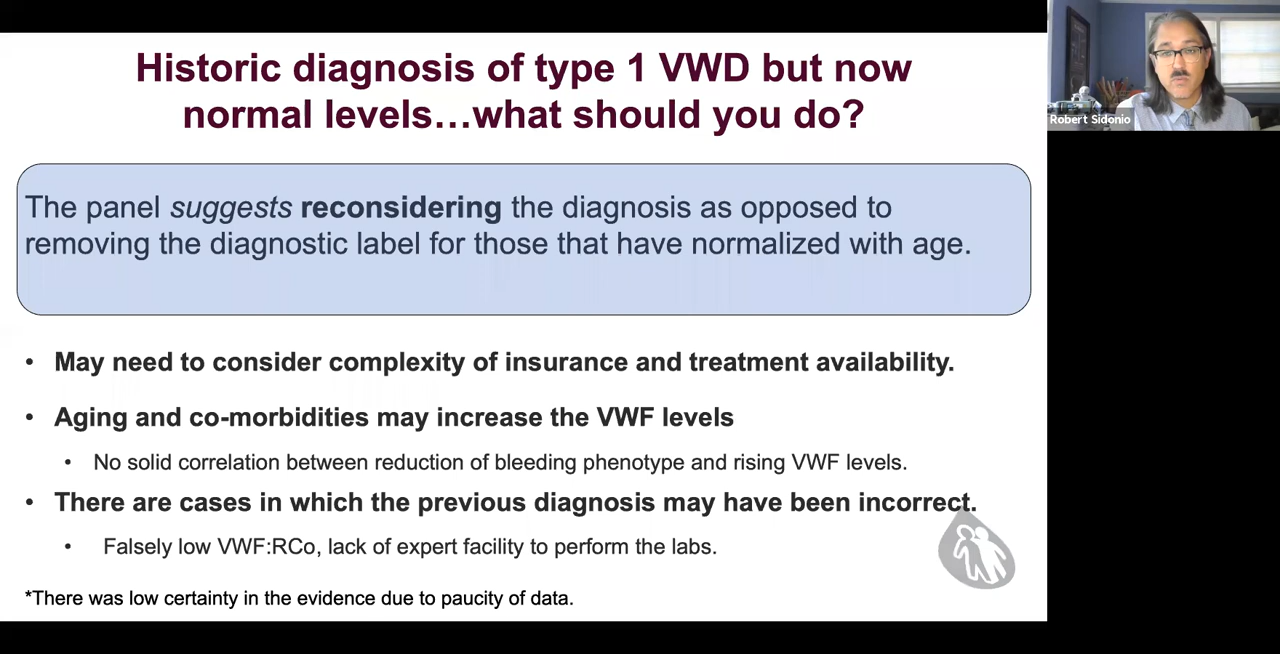 Historic diagnosis of type 1 VWD but now
normal levels…what should you do?
Robert Sidonio
The panel suggests reconsidering the diagnosis as opposed to
removing the diagnostic label for those that have normalized with age.
• May need to consider complexity of insurance and treatment availability.
• Aging and co-morbidities may increase the VWF levels
• No solid correlation between reduction of bleeding phenotype and rising VWF levels.
• There are cases in which the previous diagnosis may have been incorrect.
• Falsely low VWF:RCo, lack of expert facility to perform the labs.
*There was low certainty in the evidence due to paucity of data.